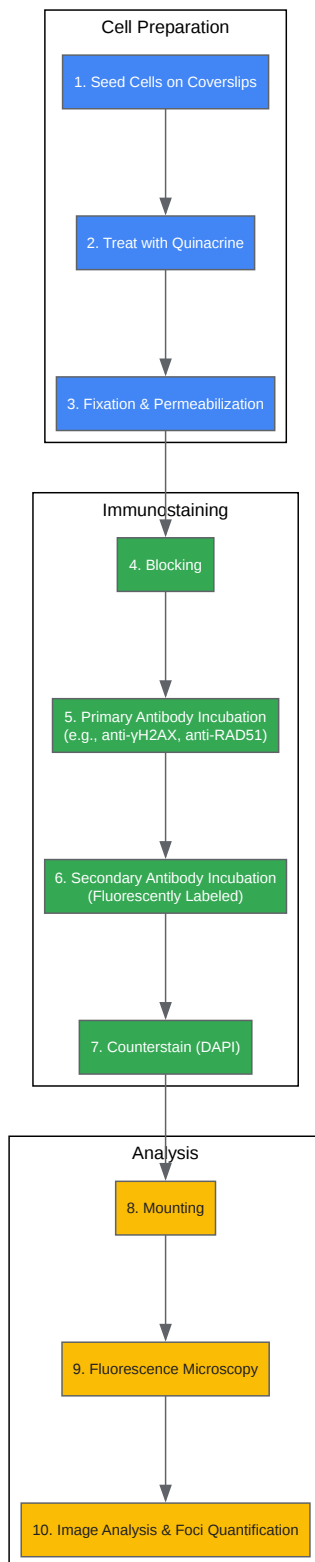 Cell Preparation
1. Seed Cells on Coverslips
2. Treat with Quinacrine
3. Fixation & Permeabilization
Immunostaining
4. Blocking
5. Primary Antibody Incubation
(e.g., anti-γH2AX, anti-RAD51)
6. Secondary Antibody Incubation
(Fluorescently Labeled)
7. Counterstain (DAPI)
Analysis
8. Mounting
9. Fluorescence Microscopy
10. Image Analysis & Foci Quantification